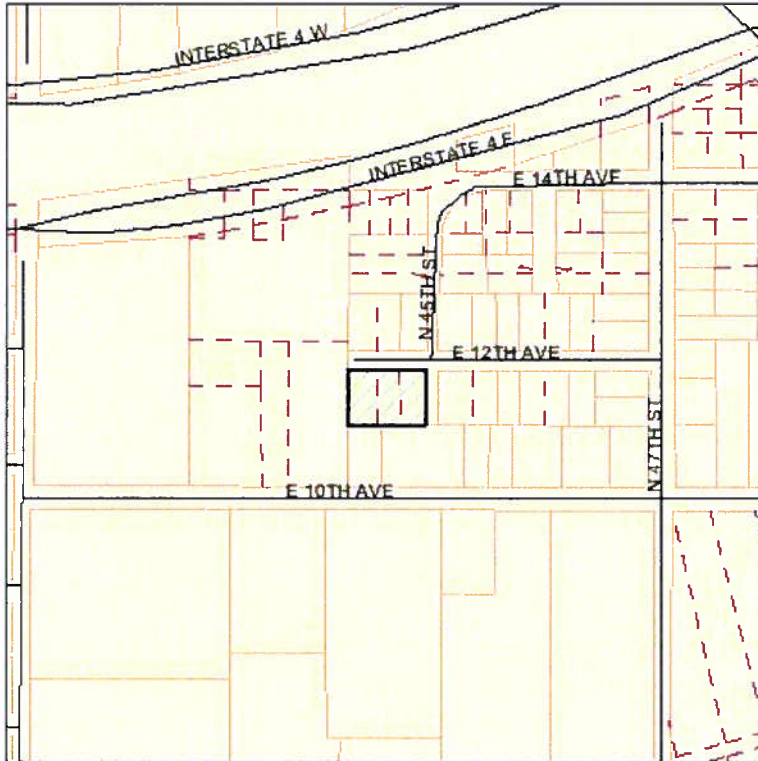 INTERSTATE 4 W
INTERSTATE 4 E
E 14TH AVE
N 45TH ST
E 12TH AVE
N 47TH ST
E 10TH AVE